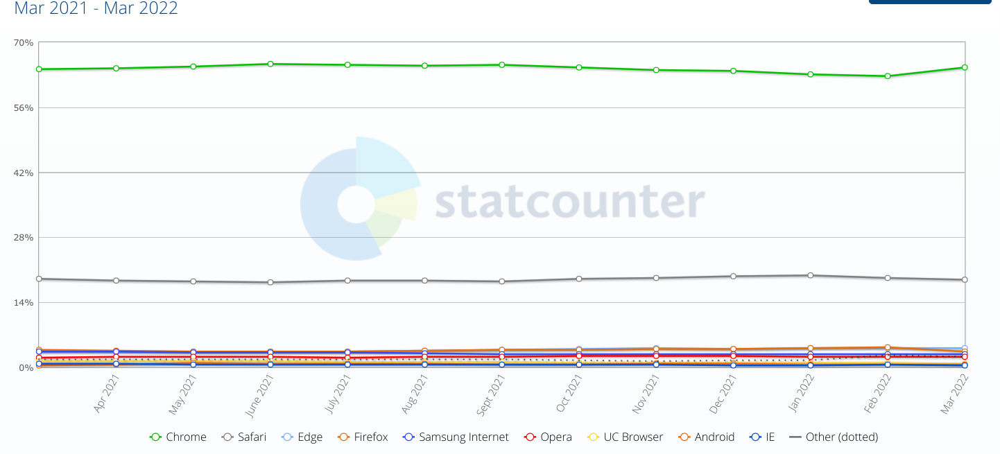 Mar 2021 - Mar 2022
70%
56%
42%
28%
14%
0%
statcounter
Apr 2021
May 2021
June 2021
July 2021
Aug 2021
Sept 2021
Oct 2021
Nov 2021
Dec 2021
Jan 2022
Feb 2022
Mar 2022
Chrome Safari Edge Firefox Samsung Internet Opera UC Browser Android IE Other (dotted)